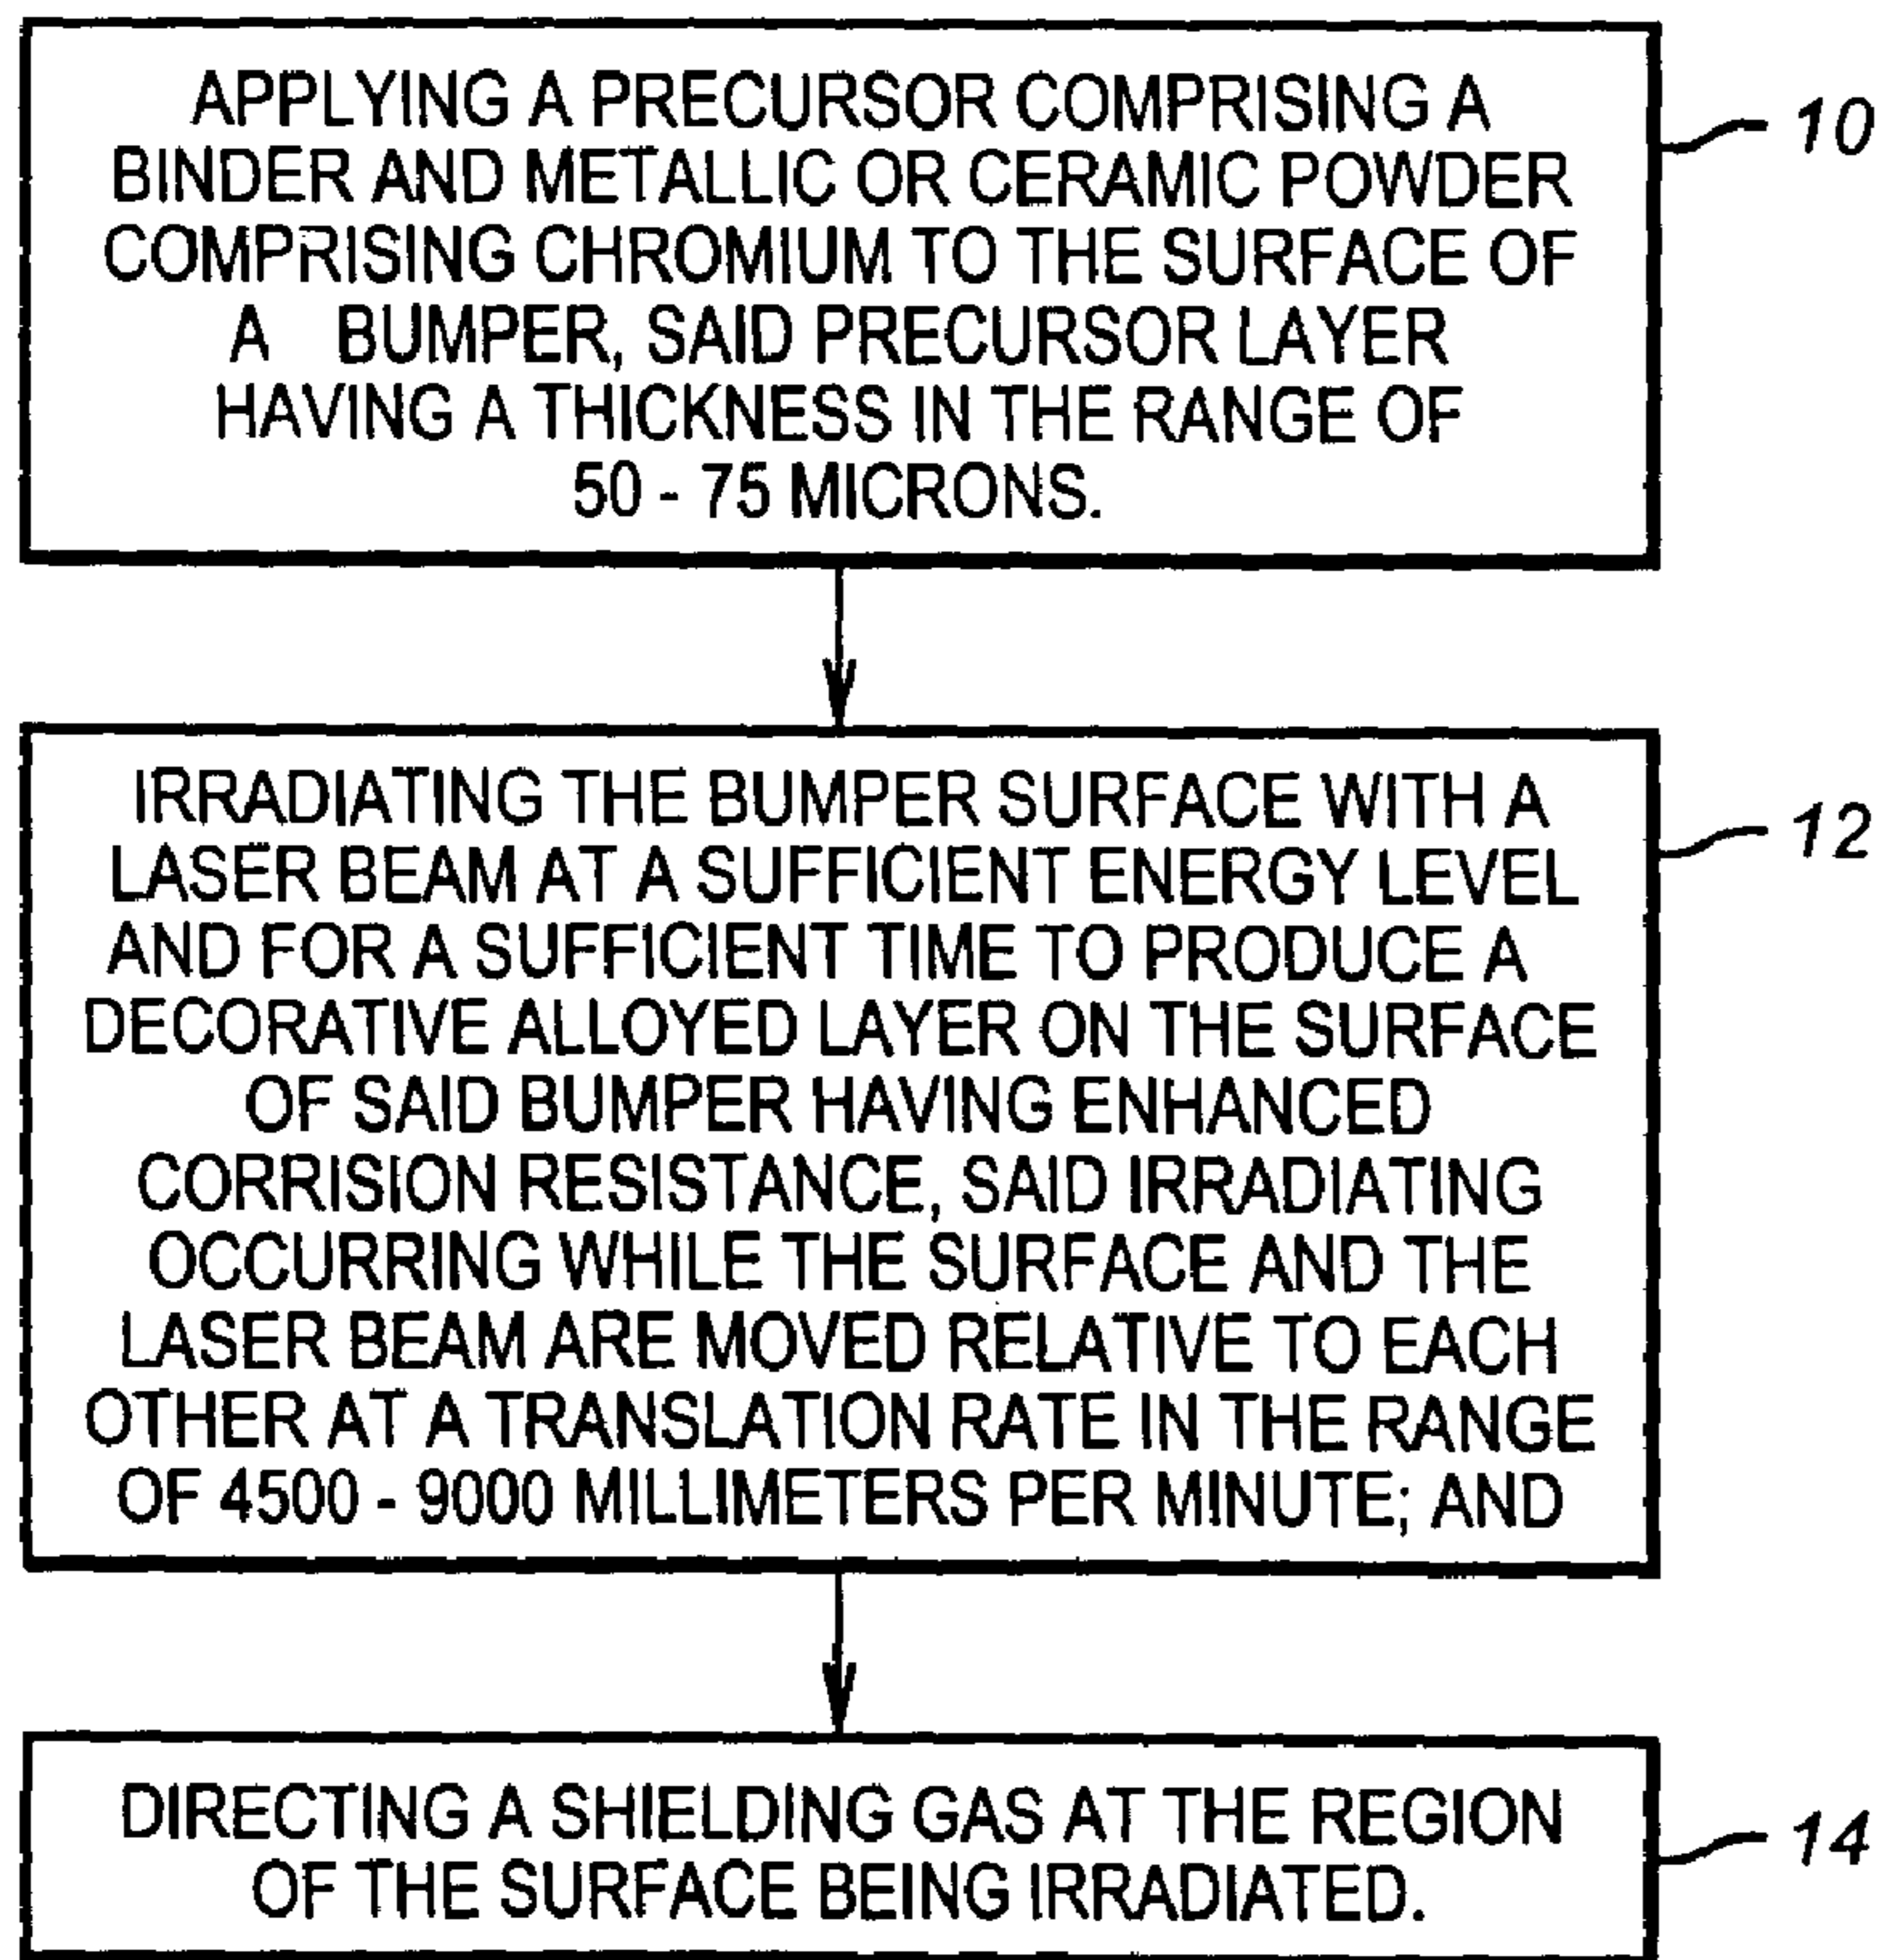 APPLYING A PRECURSOR COMPRISING A
BINDER AND METALLIC OR CERAMIC POWDER
COMPRISING CHROMIUM TO THE SURFACE OF
A BUMPER, SAID PRECURSOR LAYER
HAVING A THICKNESS IN THE RANGE OF
50 - 75 MICRONS.
10
IRRADIATING THE BUMPER SURFACE WITH A
LASER BEAM AT A SUFFICIENT ENERGY LEVEL
AND FOR A SUFFICIENT TIME TO PRODUCE A
DECORATIVE ALLOYED LAYER ON THE SURFACE
OF SAID BUMPER HAVING ENHANCED
CORRISION RESISTANCE, SAID IRRADIATING
OCCURRING WHILE THE SURFACE AND THE
LASER BEAM ARE MOVED RELATIVE TO EACH
OTHER AT A TRANSLATION RATE IN THE RANGE
OF 4500 - 9000 MILLIMETERS PER MINUTE; AND
12
DIRECTING A SHIELDING GAS AT THE REGION
OF THE SURFACE BEING IRRADIATED.
14